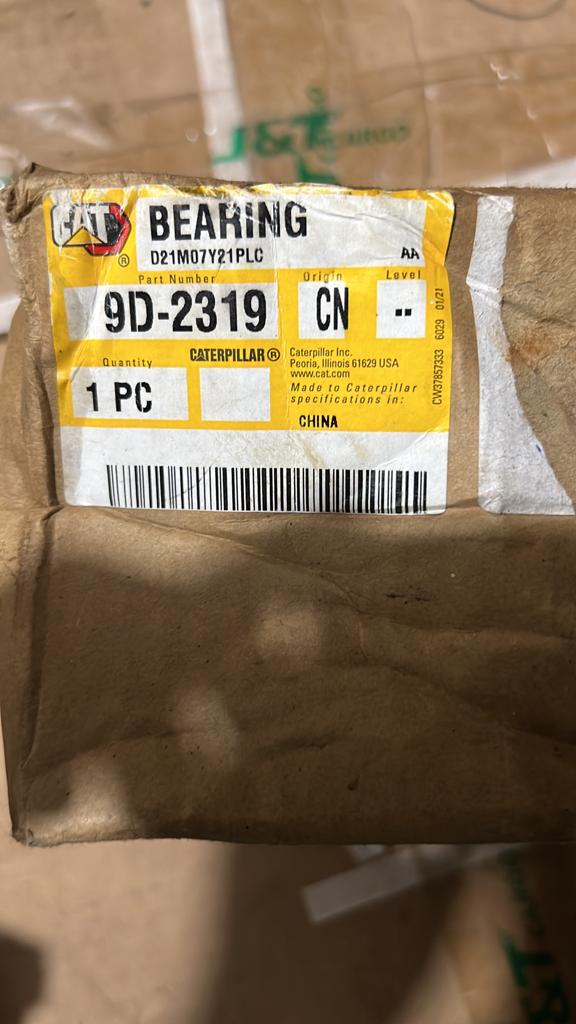 J&T CARGO
CAT ®
BEARING
D21M07Y21PLC
AA
Part Number
Origin
Level
9D-2319
CN
--
Quantity
CATERPILLAR®
1 PC
Caterpillar Inc.
Peoria, Illinois 61629 USA
www.cat.com
Made to Caterpillar
specifications in:
CHINA
CW37857333 6029 01/21